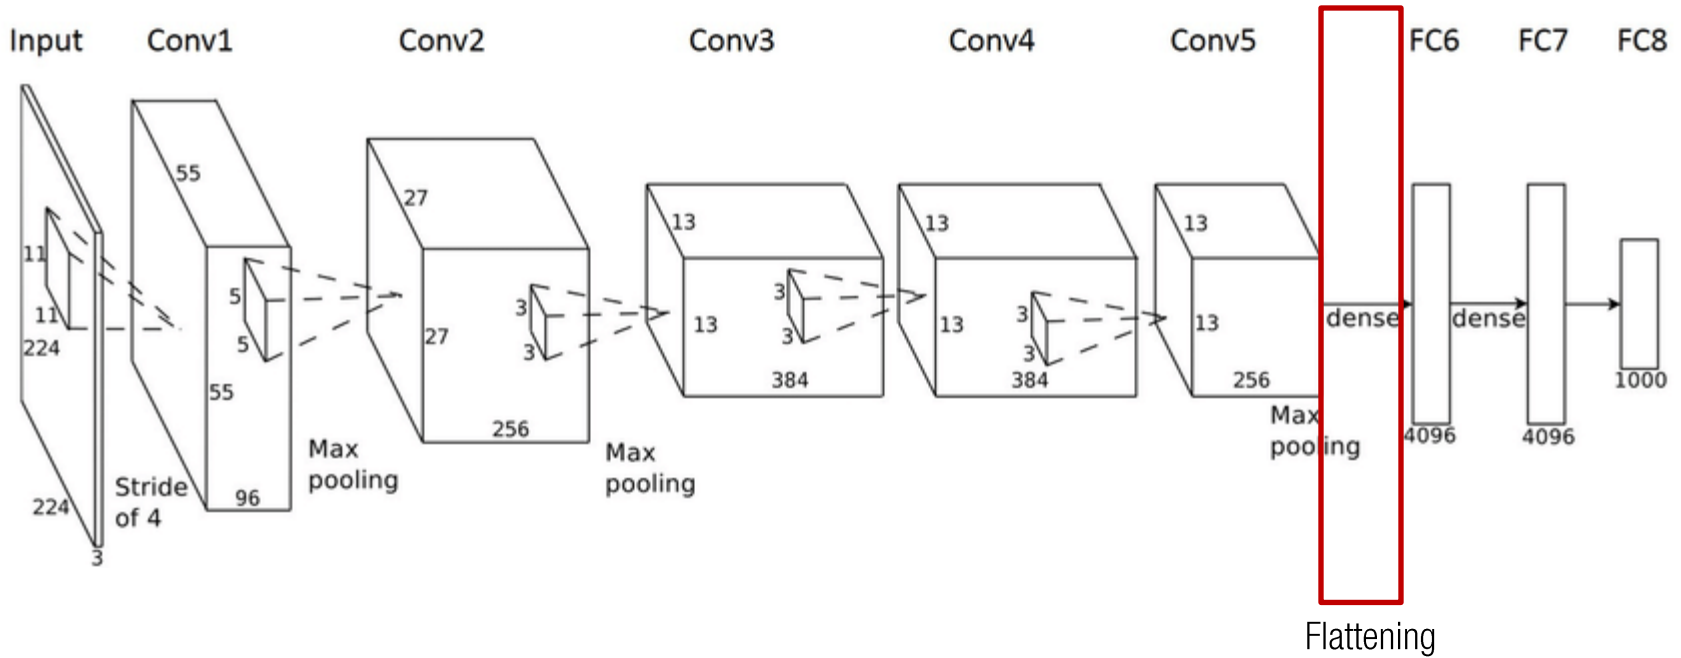 Input Conv1 Conv2 Conv3 Conv4 Conv5 FC6 FC7 FC8
11
11
224
224
3
Stride
of 4
55
5
5
55
96
Max
pooling
27
27
3
3
256
Max
pooling
13
3
3
13
384
13
3
3
13
384
13
13
256
Max
pooling
dense
4096
dense
4096
1000
Flattening